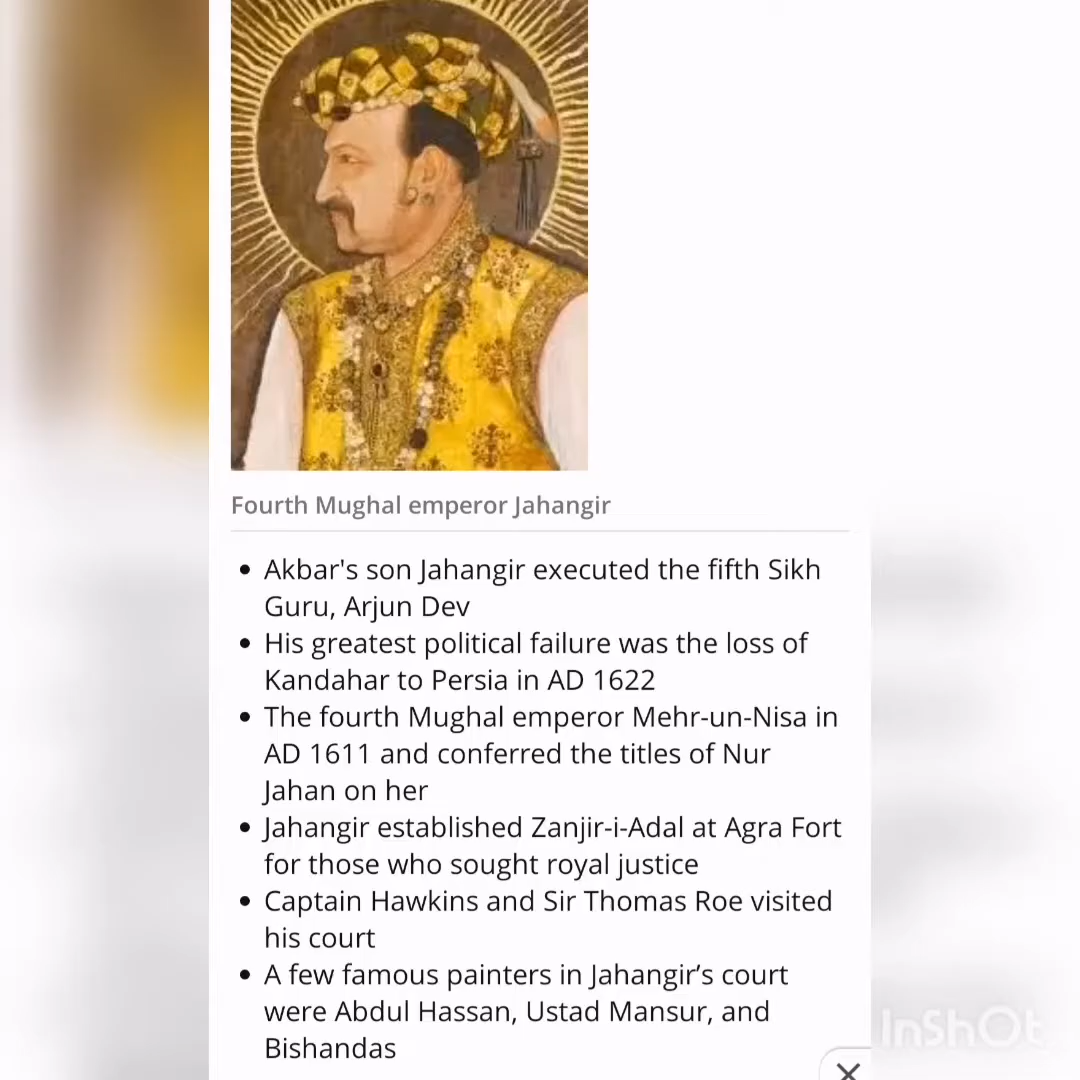 Fourth Mughal emperor Jahangir
• Akbar's son Jahangir executed the fifth Sikh
Guru, Arjun Dev
• His greatest political failure was the loss of
Kandahar to Persia in AD 1622
• The fourth Mughal emperor Mehr-un-Nisa in
AD 1611 and conferred the titles of Nur
Jahan on her
• Jahangir established Zanjir-i-Adal at Agra Fort
for those who sought royal justice
• Captain Hawkins and Sir Thomas Roe visited
his court
• A few famous painters in Jahangir’s court
were Abdul Hassan, Ustad Mansur, and
Bishandas
InShOt